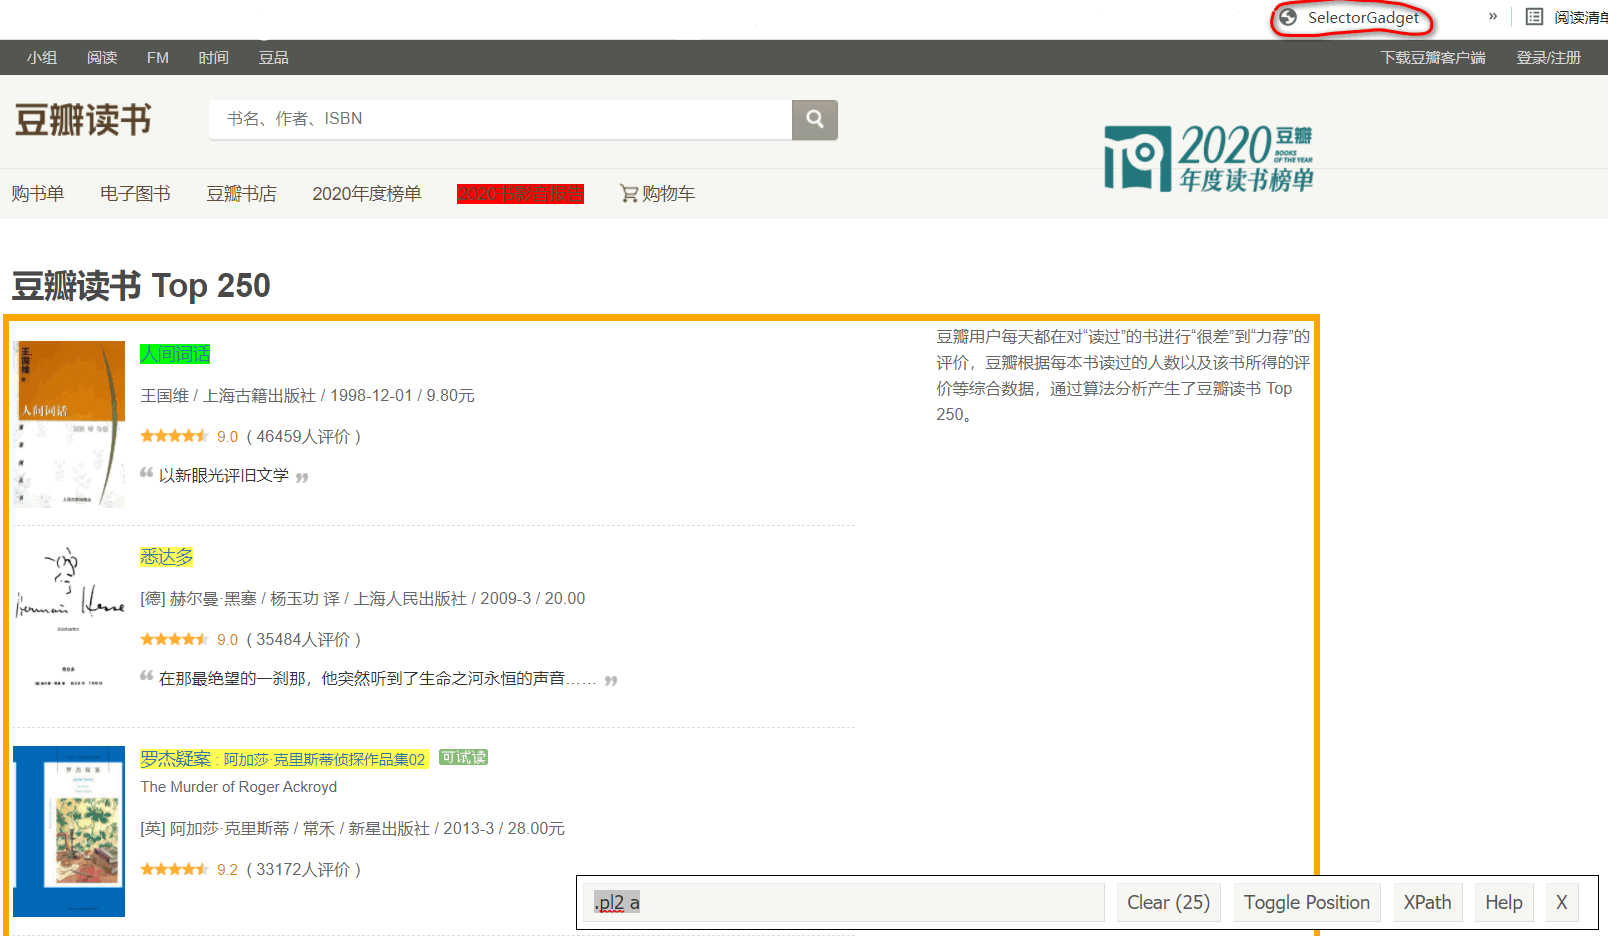 SelectorGadget » 阅读清单
小组 阅读 FM 时间 豆品 下载豆瓣客户端 登录/注册
豆瓣读书 书名、作者、ISBN
2020 豆瓣
BOOKS
OF THE YEAR
年度读书榜单
购书单 电子图书 豆瓣书店 2020年度榜单 2020书影音报告 购物车
豆瓣读书 Top 250
豆瓣用户每天都在对“读过”的书进行“很差”到“力荐”的
评价，豆瓣根据每本书读过的人数以及该书所得的评
价等综合数据，通过算法分析产生了豆瓣读书 Top
250。
王国维
人间词话
人间词话
王国维 / 上海古籍出版社 / 1998-12-01 / 9.80元
9.0 ( 46459人评价 )
“ 以新眼光评旧文学 ”
Hermann Hesse
悉达多
悉达多
[德] 赫尔曼·黑塞 / 杨玉功 译 / 上海人民出版社 / 2009-3 / 20.00
9.0 ( 35484人评价 )
“ 在那最绝望的一刹那，他突然听到了生命之河永恒的声音…… ”
罗杰疑案
罗杰疑案 : 阿加莎·克里斯蒂侦探作品集02 可试读
The Murder of Roger Ackroyd
[英] 阿加莎·克里斯蒂 / 常禾 / 新星出版社 / 2013-3 / 28.00元
9.2 ( 33172人评价 )
.pl2 a Clear (25) Toggle Position XPath Help X